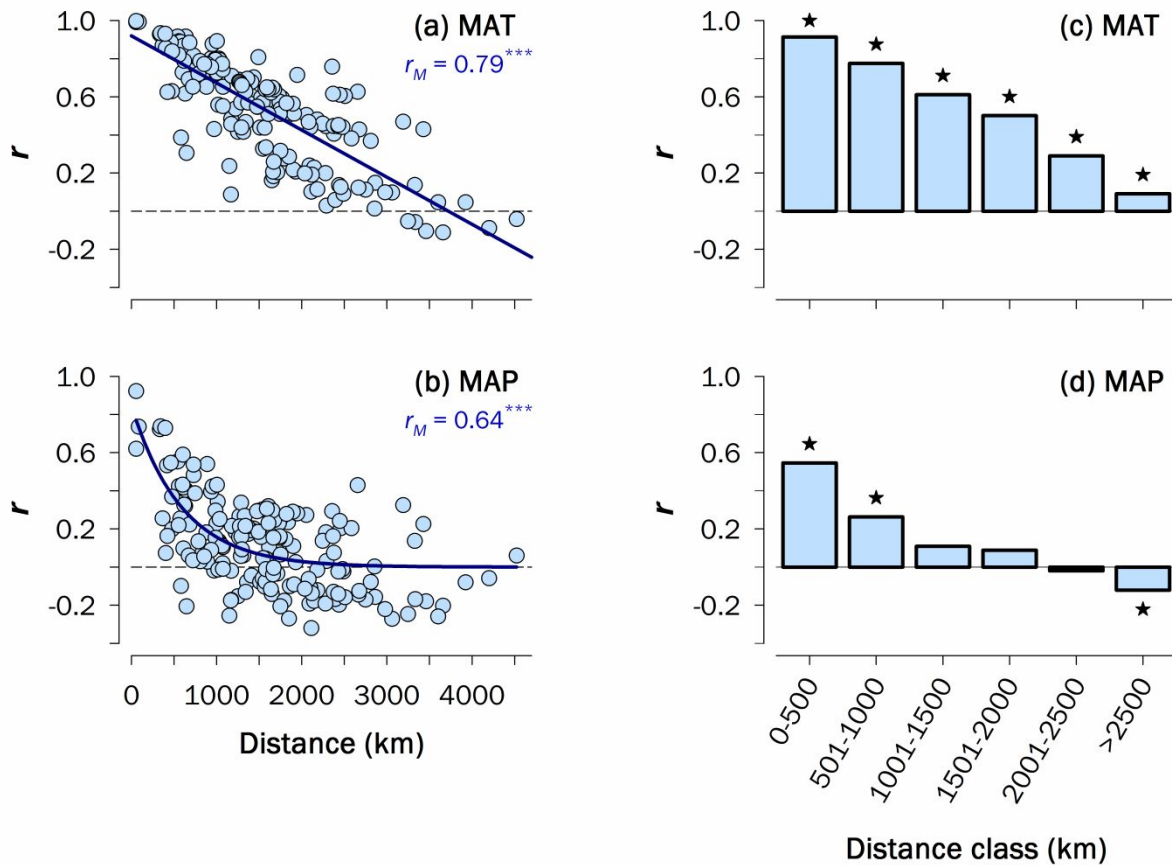 (a) MAT
r_M = 0.79***
1.0
0.6
0.2
-0.2
r
(c) MAT
★ ★ ★ ★ ★ ★
1.0
0.6
0.2
-0.2
r
(b) MAP
r_M = 0.64***
1.0
0.6
0.2
-0.2
r
0 1000 2000 3000 4000
Distance (km)
(d) MAP
★ ★ ★
1.0
0.6
0.2
-0.2
r
0-500
501-1000
1001-1500
1501-2000
2001-2500
>2500
Distance class (km)